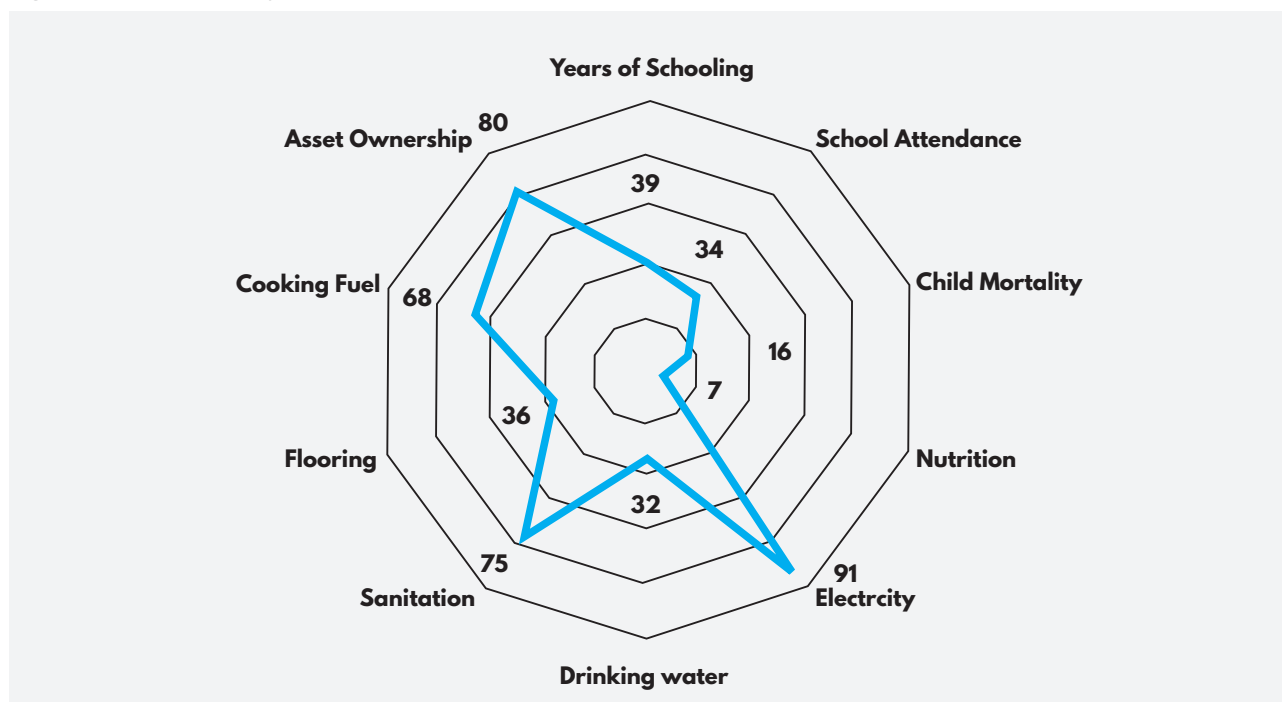 Years of Schooling
80
Asset Ownership
School Attendance
39
34
Cooking Fuel
68
Child Mortality
16
7
36
Flooring
Nutrition
32
75
91
Sanitation
Electrcity
Drinking water